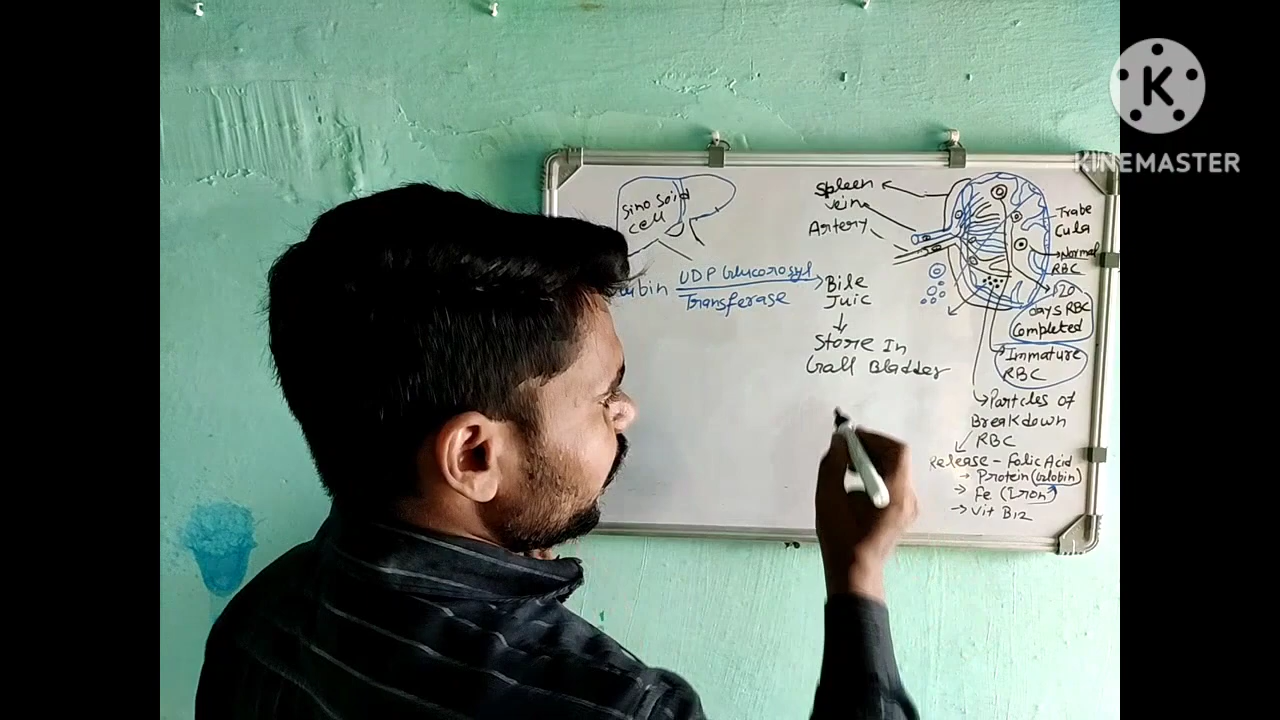 KINEMASTER
Sino Soid
cell
UDP Glucorosyl
Transferase
Bile
Juic
Store In
Gall Bladder
Spleen
vein
Artery
Trabe
Cula
Normal
RBC
120
days RBC
Completed
Immature
RBC
Particles of
Breakdown
RBC
Release - Folic Acid
→ Protein (Globin)
→ Fe (Iron)
→ Vit B12